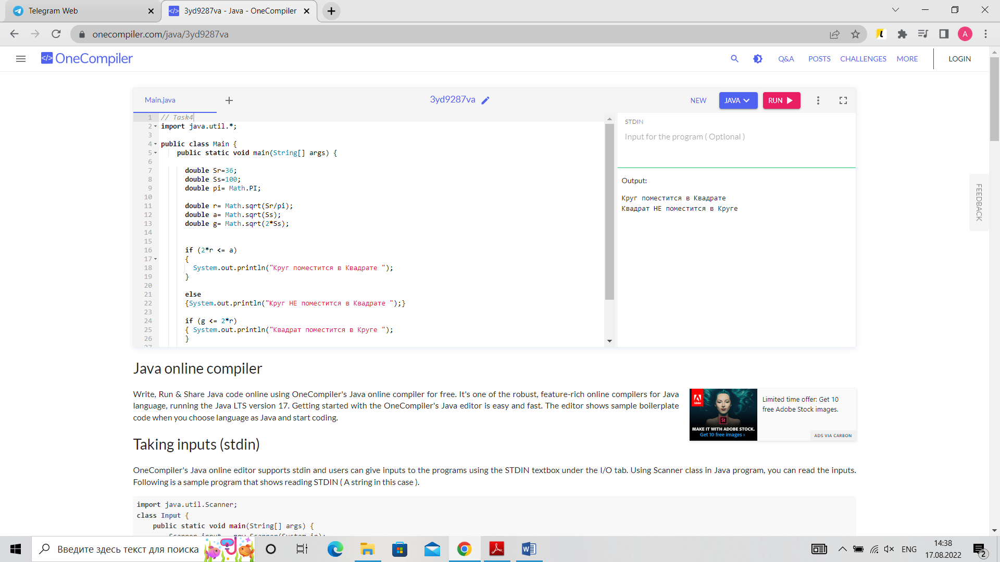 Telegram Web
3yd9287va - Java - OneCompiler
onecompiler.com/java/3yd9287va
A
</> OneCompiler
Q&A POSTS CHALLENGES MORE LOGIN
Main.java
3yd9287va
NEW JAVA RUN
1 // Task4
2 import java.util.*;
3
4 public class Main {
5 public static void main(String[] args) {
6
7 double Sr=36;
8 double Ss=100;
9 double pi= Math.PI;
10
11 double r= Math.sqrt(Sr/pi);
12 double a= Math.sqrt(Ss);
13 double g= Math.sqrt(2*Ss);
14
15
16 if (2*r <= a)
17 {
18 System.out.println("Круг поместится в Квадрате ");
19 }
20
21 else
22 {System.out.println("Круг НЕ поместится в Квадрате ");}
23
24 if (g <= 2*r)
25 { System.out.println("Квадрат поместится в Круге ");
26 }
27
STDIN
Input for the program ( Optional )
Output:
Круг поместится в Квадрате
Квадрат НЕ поместится в Круге
FEEDBACK
Java online compiler
Write, Run & Share Java code online using OneCompiler's Java online compiler for free. It's one of the robust, feature-rich online compilers for Java
language, running the Java LTS version 17. Getting started with the OneCompiler's Java editor is easy and fast. The editor shows sample boilerplate
code when you choose language as Java and start coding.
Adobe
St
MAKE IT WITH ADOBE STOCK.
Get 10 free images ›
Limited time offer: Get 10
free Adobe Stock images.
ADS VIA CARBON
Taking inputs (stdin)
OneCompiler's Java online editor supports stdin and users can give inputs to the programs using the STDIN textbox under the I/O tab. Using Scanner class in Java program, you can read the inputs.
Following is a sample program that shows reading STDIN ( A string in this case ).
import java.util.Scanner;
class Input {
public static void main(String[] args) {
Scanner input = new Scanner(System.in);
Введите здесь текст для поиска
ENG
14:38
17.08.2022
2